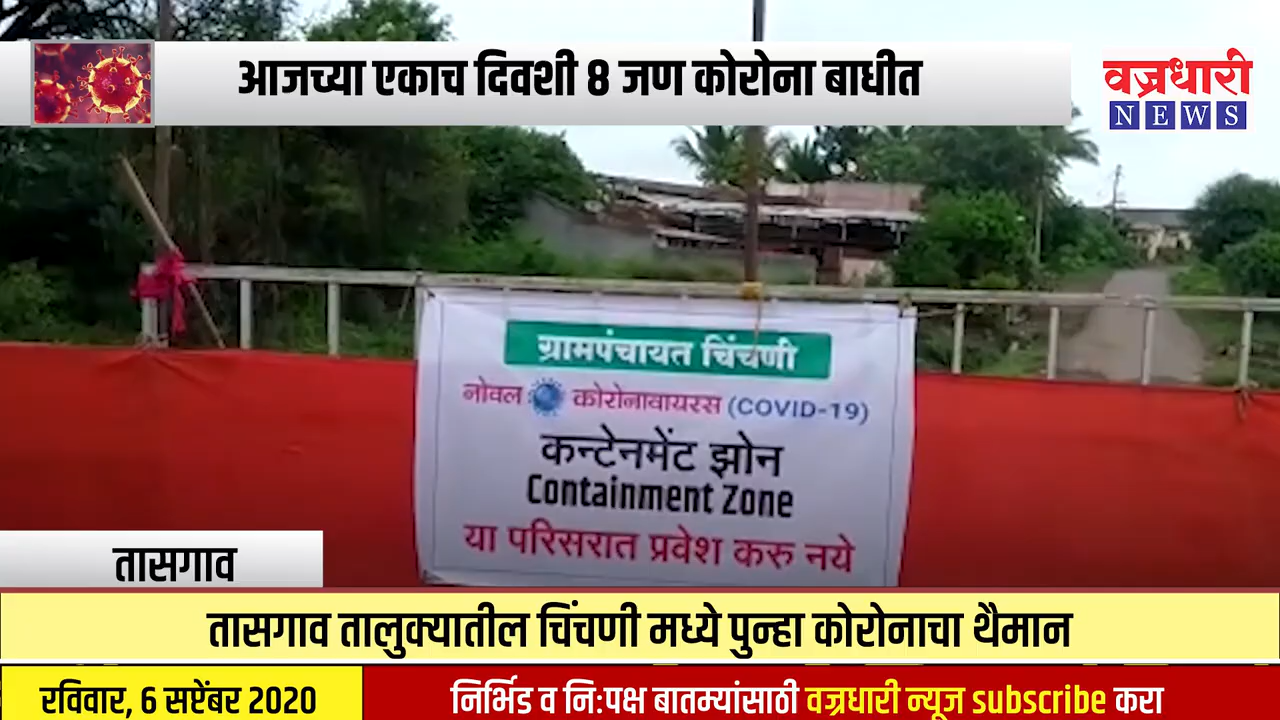 आजच्या एकाच दिवशी 8 जण कोरोना बाधीत
वज्रधारी
NEWS
ग्रामपंचायत चिंचणी
नोवल कोरोनावायरस (COVID-19)
कन्टेनमेंट झोन
Containment Zone
या परिसरात प्रवेश करु नये
तासगाव
तासगाव तालुक्यातील चिंचणी मध्ये पुन्हा कोरोनाचा थैमान
रविवार, 6 सप्टेंबर 2020
निर्भिड व नि:पक्ष बातम्यांसाठी वज्रधारी न्यूज subscribe करा